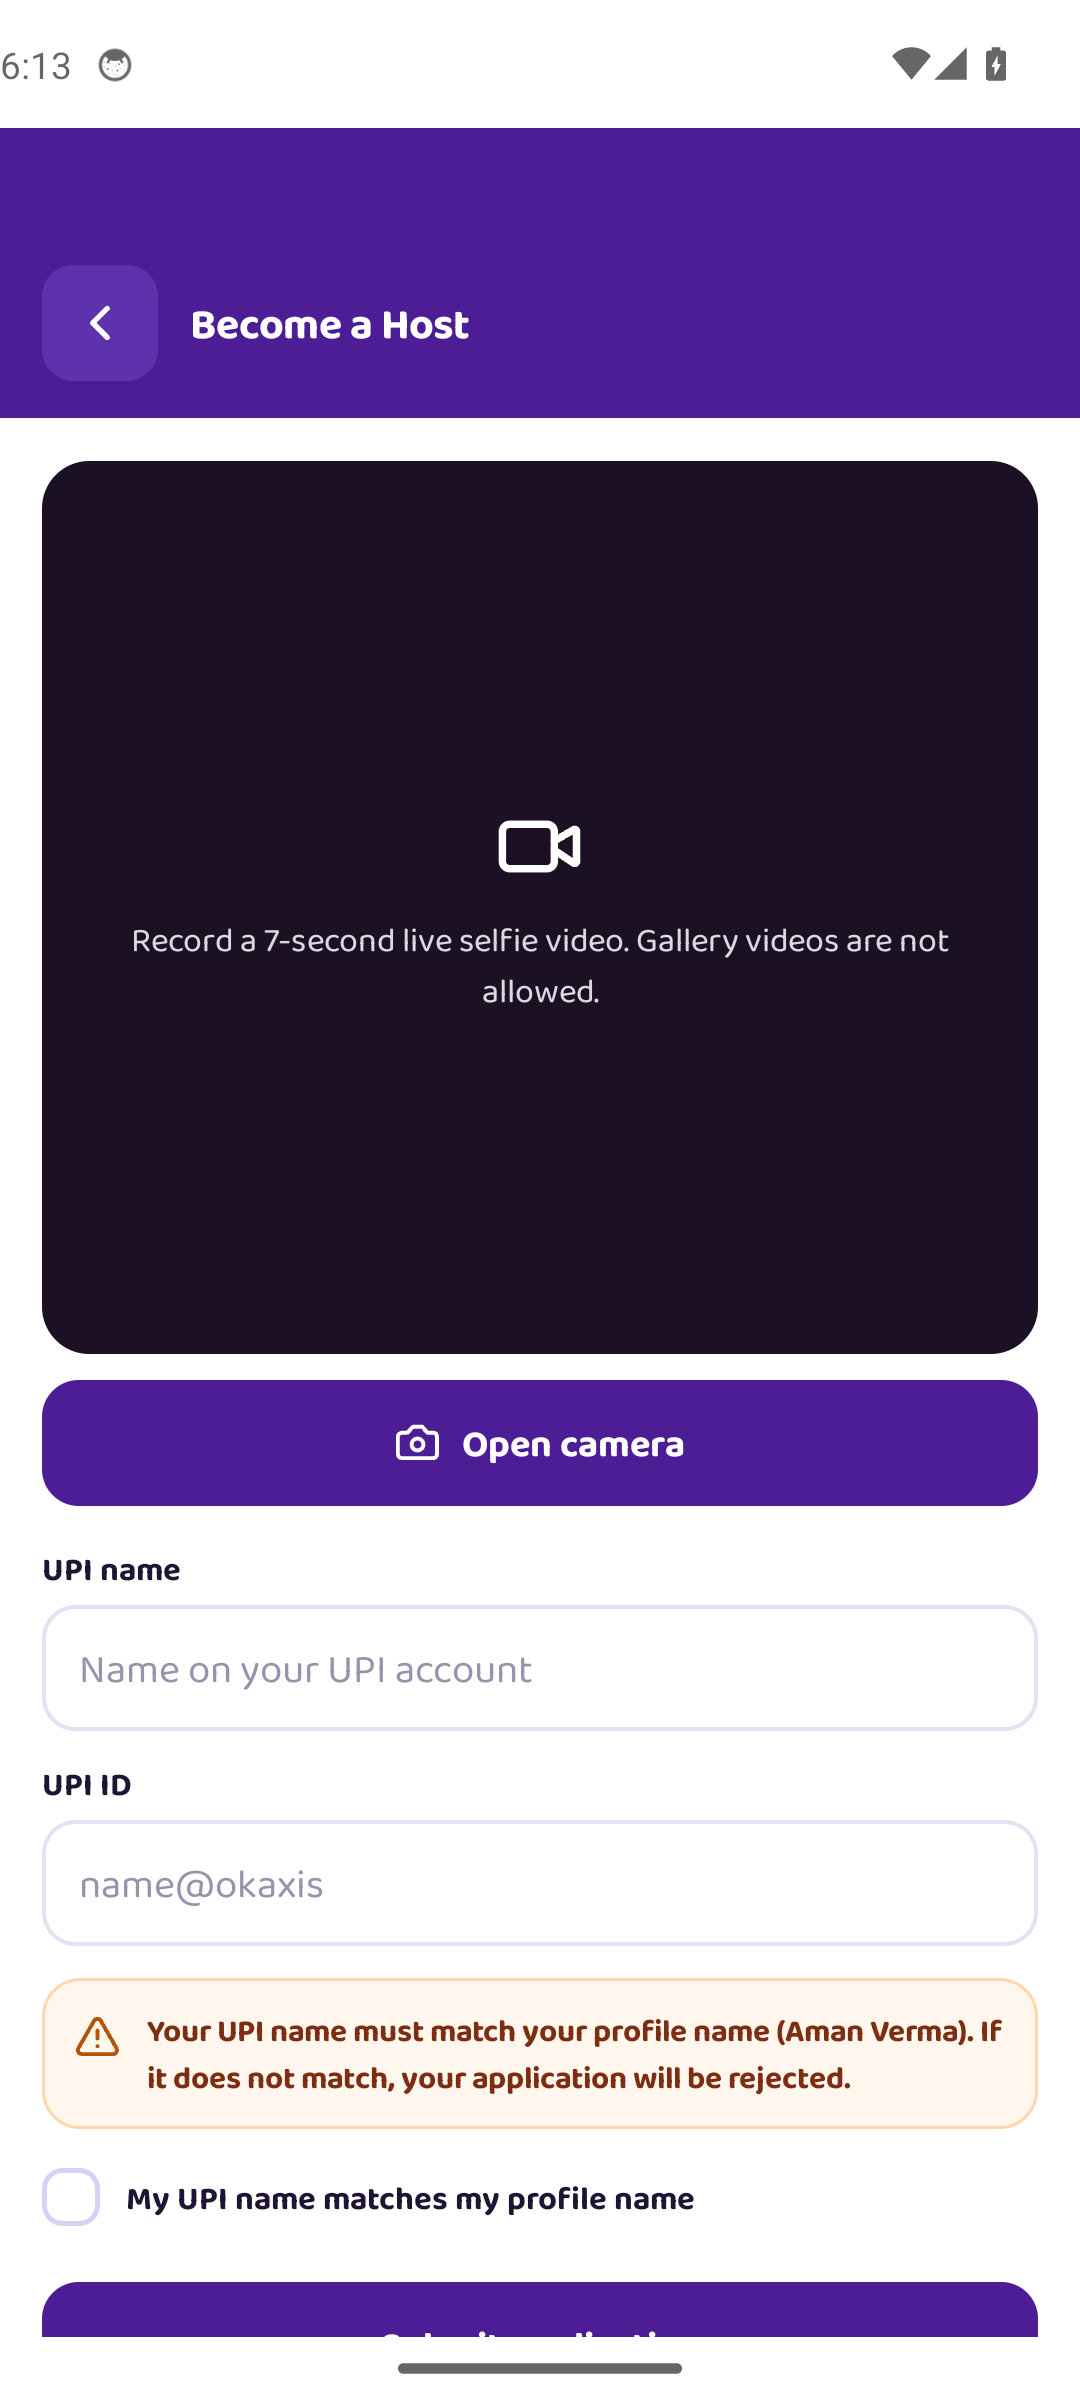 6:13
Become a Host
Record a 7-second live selfie video. Gallery videos are not
allowed.
Open camera
UPI name
Name on your UPI account
UPI ID
name@okaxis
Your UPI name must match your profile name (Aman Verma). If
it does not match, your application will be rejected.
My UPI name matches my profile name